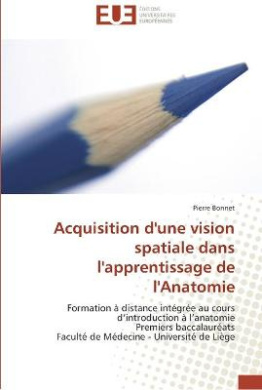 EUE
ÉDITIONS
UNIVERSITAIRES
EUROPÉENNES
Pierre Bonnet
Acquisition d'une vision
spatiale dans
l'apprentissage de
l'Anatomie
Formation à distance intégrée au cours
d'introduction à l'anatomie
Premiers baccalauréats
Faculté de Médecine - Université de Liège